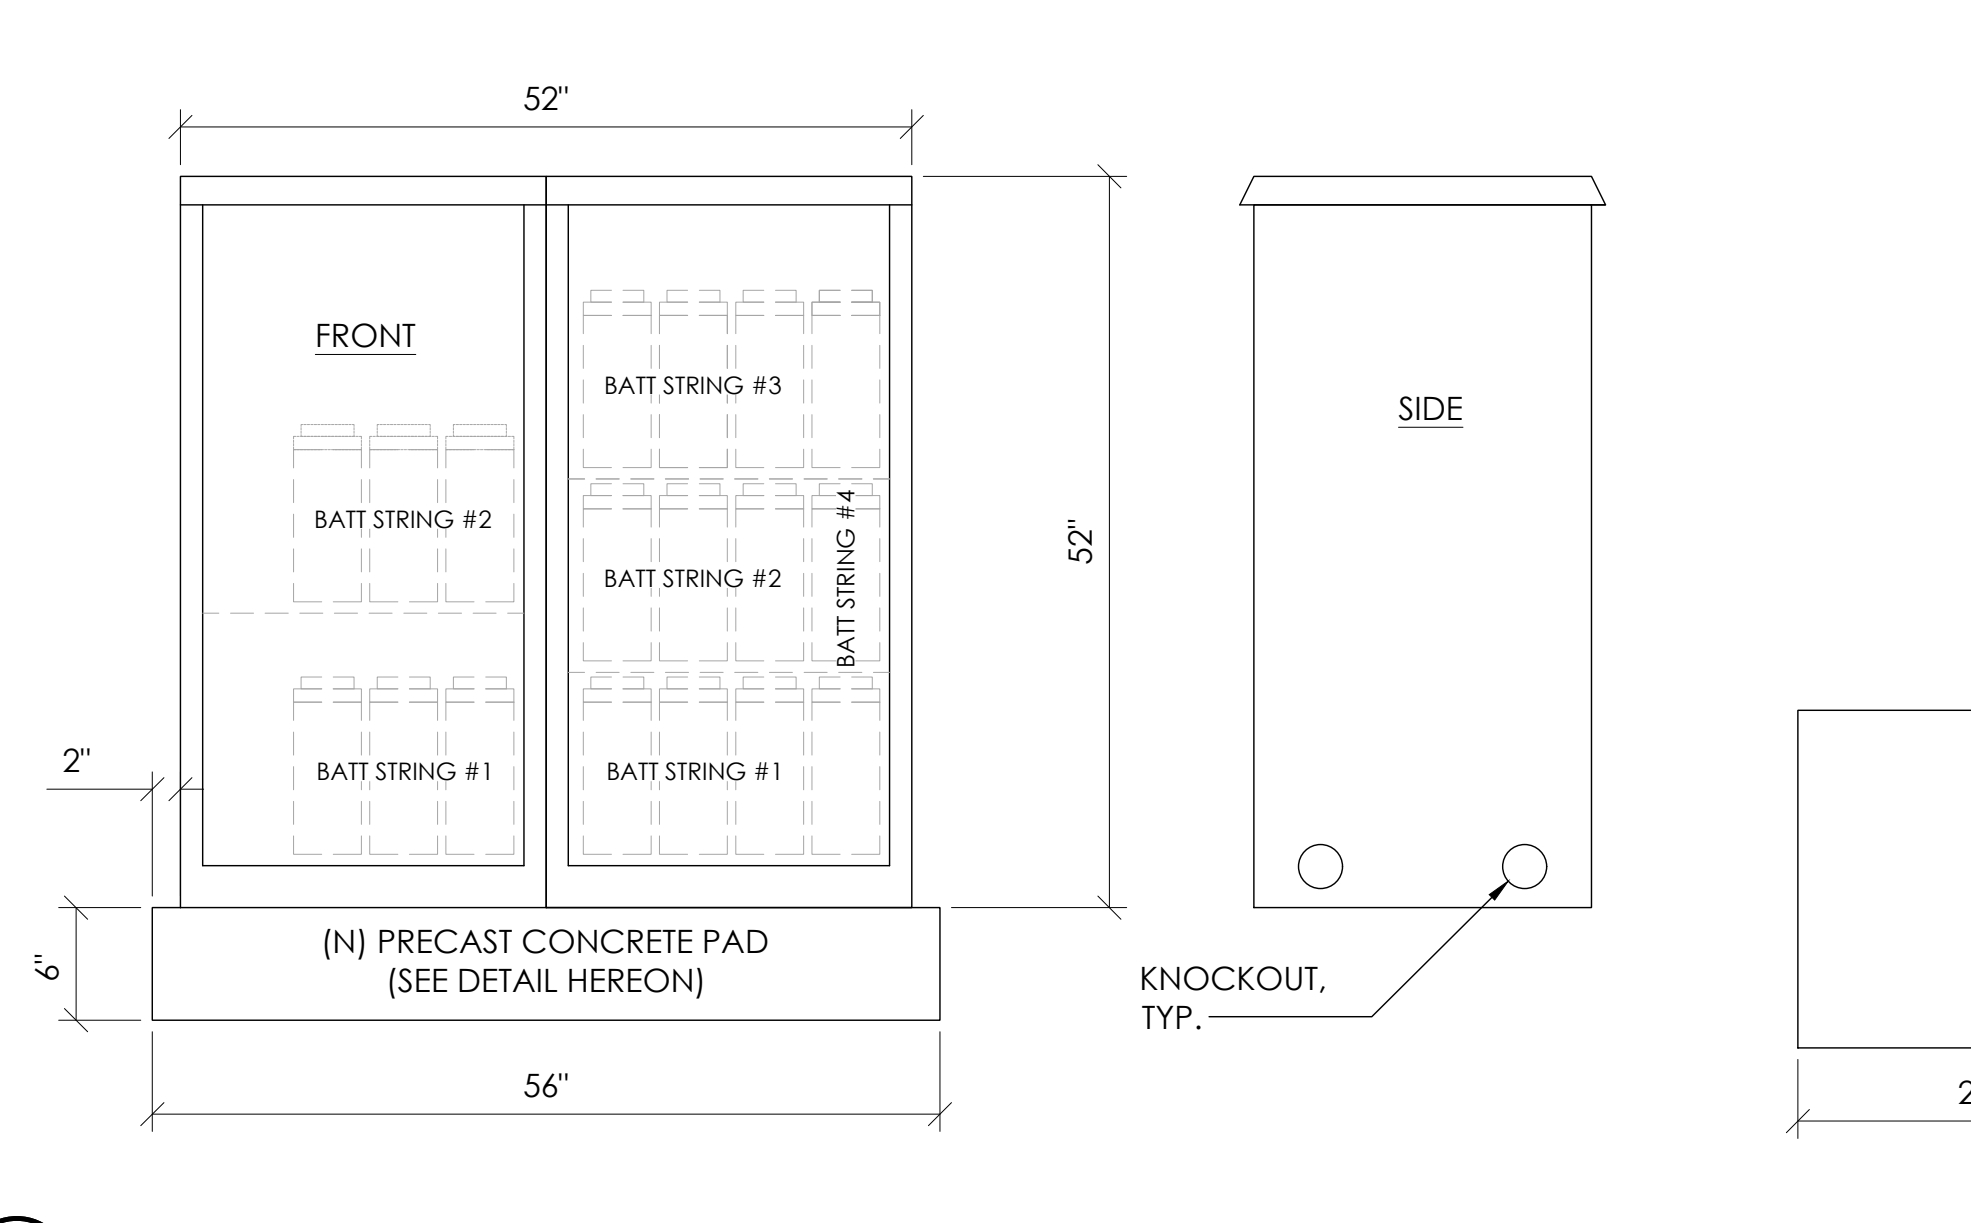 52"
FRONT
BATT STRING #3
SIDE
BATT STRING #2
BATT STRING #2
BATT STRING #4
52"
BATT STRING #1
BATT STRING #1
2"
6"
(N) PRECAST CONCRETE PAD
(SEE DETAIL HEREON)
KNOCKOUT,
TYP.
56"
2